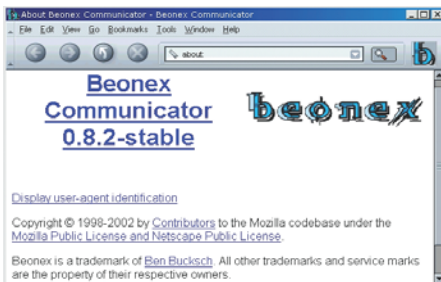 About Beonex Communicator - Beonex Communicator
File Edit View Go Bookmarks Tools Window Help
about:
b
Beonex
Communicator
0.8.2-stable
beonex
Display user-agent identification
Copyright © 1998-2002 by Contributors to the Mozilla codebase under the
Mozilla Public License and Netscape Public License.
Beonex is a trademark of Ben Bucksch. All other trademarks and service marks
are the property of their respective owners.